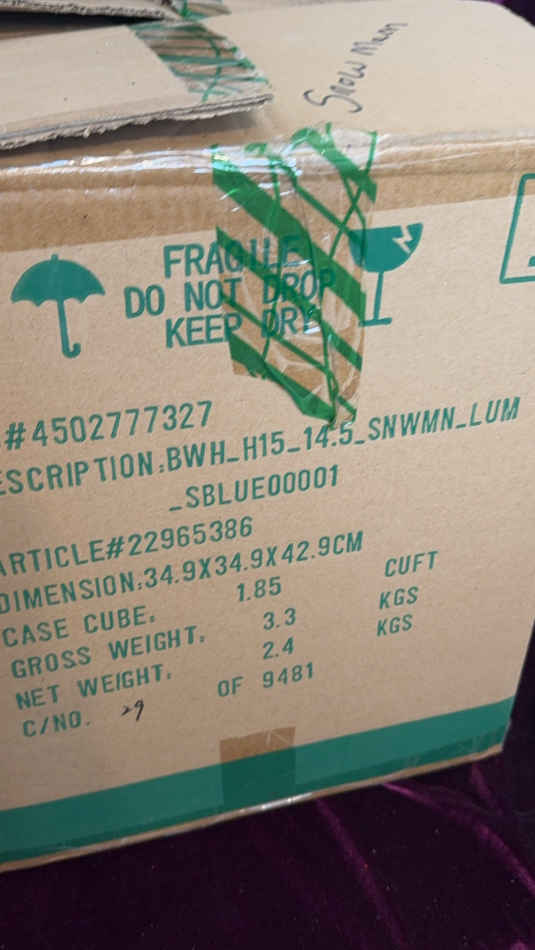 Snow man
FRAGILE
DO NOT DROP
KEEP DRY
#4502777327
ESCRIPTION:BWH_H15_14.5_SNWMN_LUM
_SBLUE00001
ARTICLE#22965386
DIMENSION:34.9X34.9X42.9CM
CASE CUBE: 1.85 CUFT
GROSS WEIGHT: 3.3 KGS
NET WEIGHT: 2.4 KGS
C/NO. 29 OF 9481